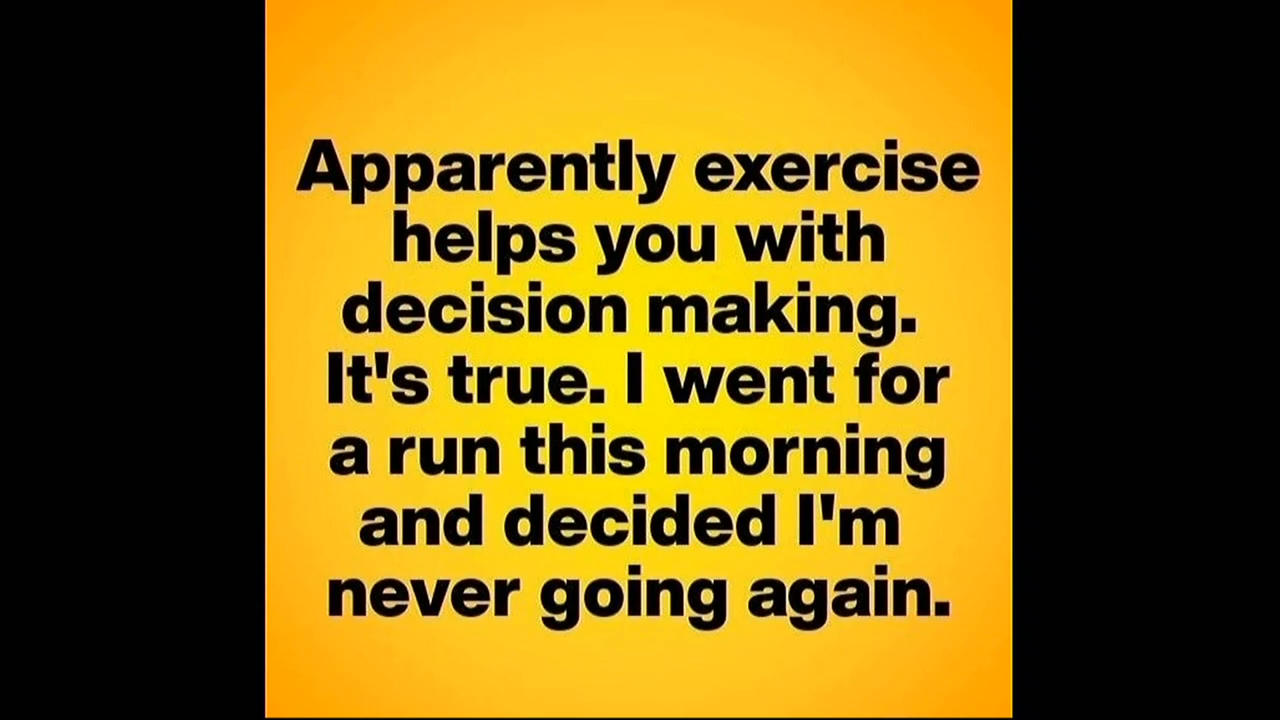 Apparently exercise
helps you with
decision making.
It's true. I went for
a run this morning
and decided I'm
never going again.